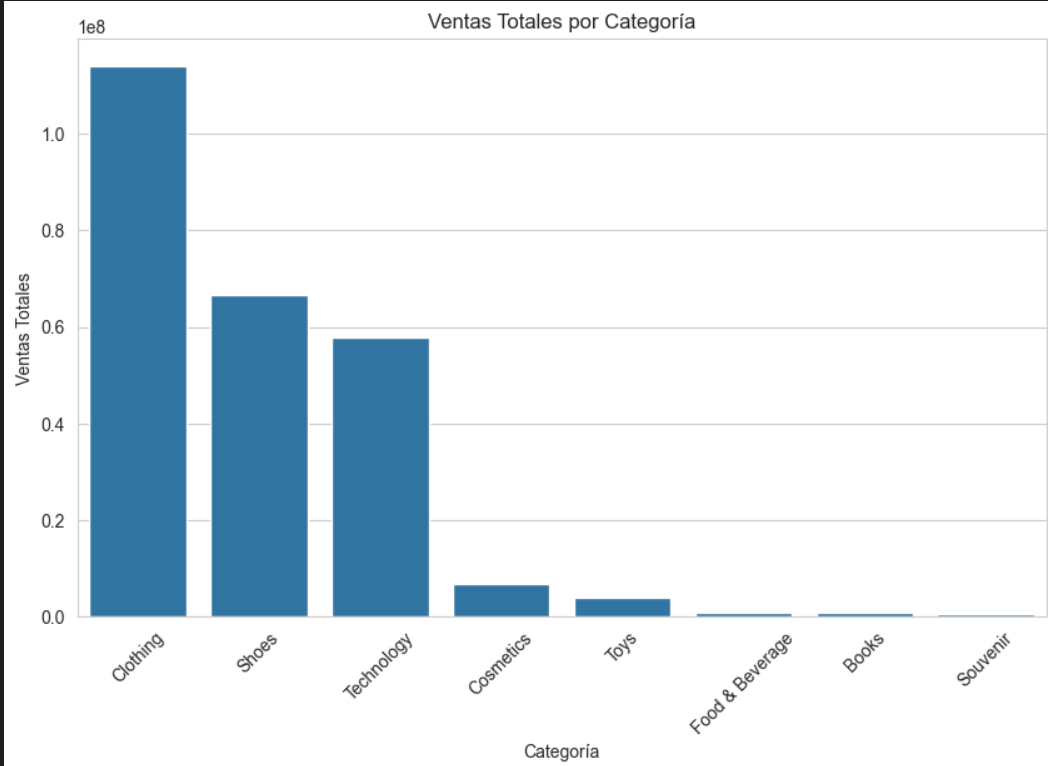 Ventas Totales por Categoría
1e8
1.0
0.8
0.6
0.4
0.2
0.0
Ventas Totales
Clothing
Shoes
Technology
Cosmetics
Toys
Food & Beverage
Books
Souvenir
Categoría